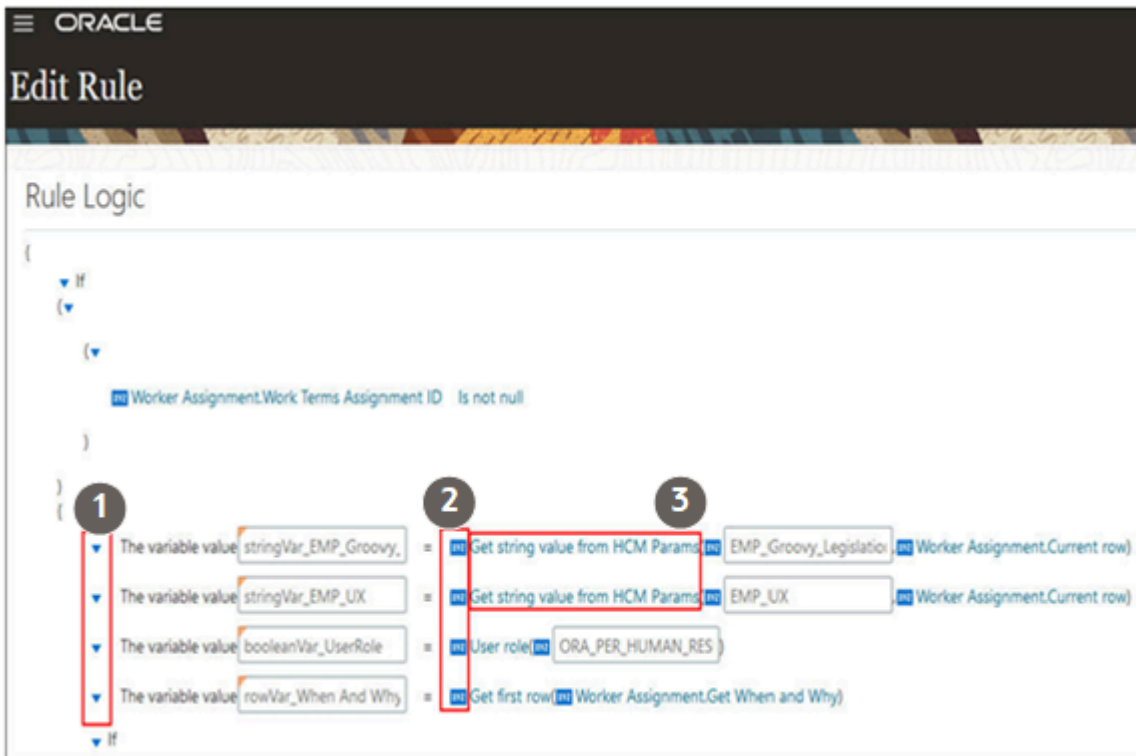 ORACLE
Edit Rule
Rule Logic
{
If
(
(
Worker Assignment.Work Terms Assignment ID Is not null
)
)
{
1 2 3
The variable value stringVar_EMP_Groovy_ = Get string value from HCM Params( EMP_Groovy_Legislation , Worker Assignment.Current row)
The variable value stringVar_EMP_UX = Get string value from HCM Params( EMP_UX , Worker Assignment.Current row)
The variable value booleanVar_UserRole = User role( ORA_PER_HUMAN_RES )
The variable value rowVar_When And Why = Get first row( Worker Assignment.Get When and Why)
If